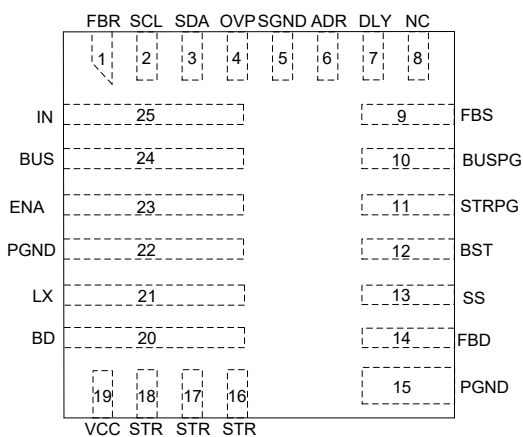 FBR SCL SDA OVP SGND ADR DLY NC
1 2 3 4 5 6 7 8
IN 25 9 FBS
BUS 24 10 BUSPG
ENA 23 11 STRPG
PGND 22 12 BST
LX 21 13 SS
BD 20 14 FBD
19 18 17 16 15 PGND
VCC STR STR STR